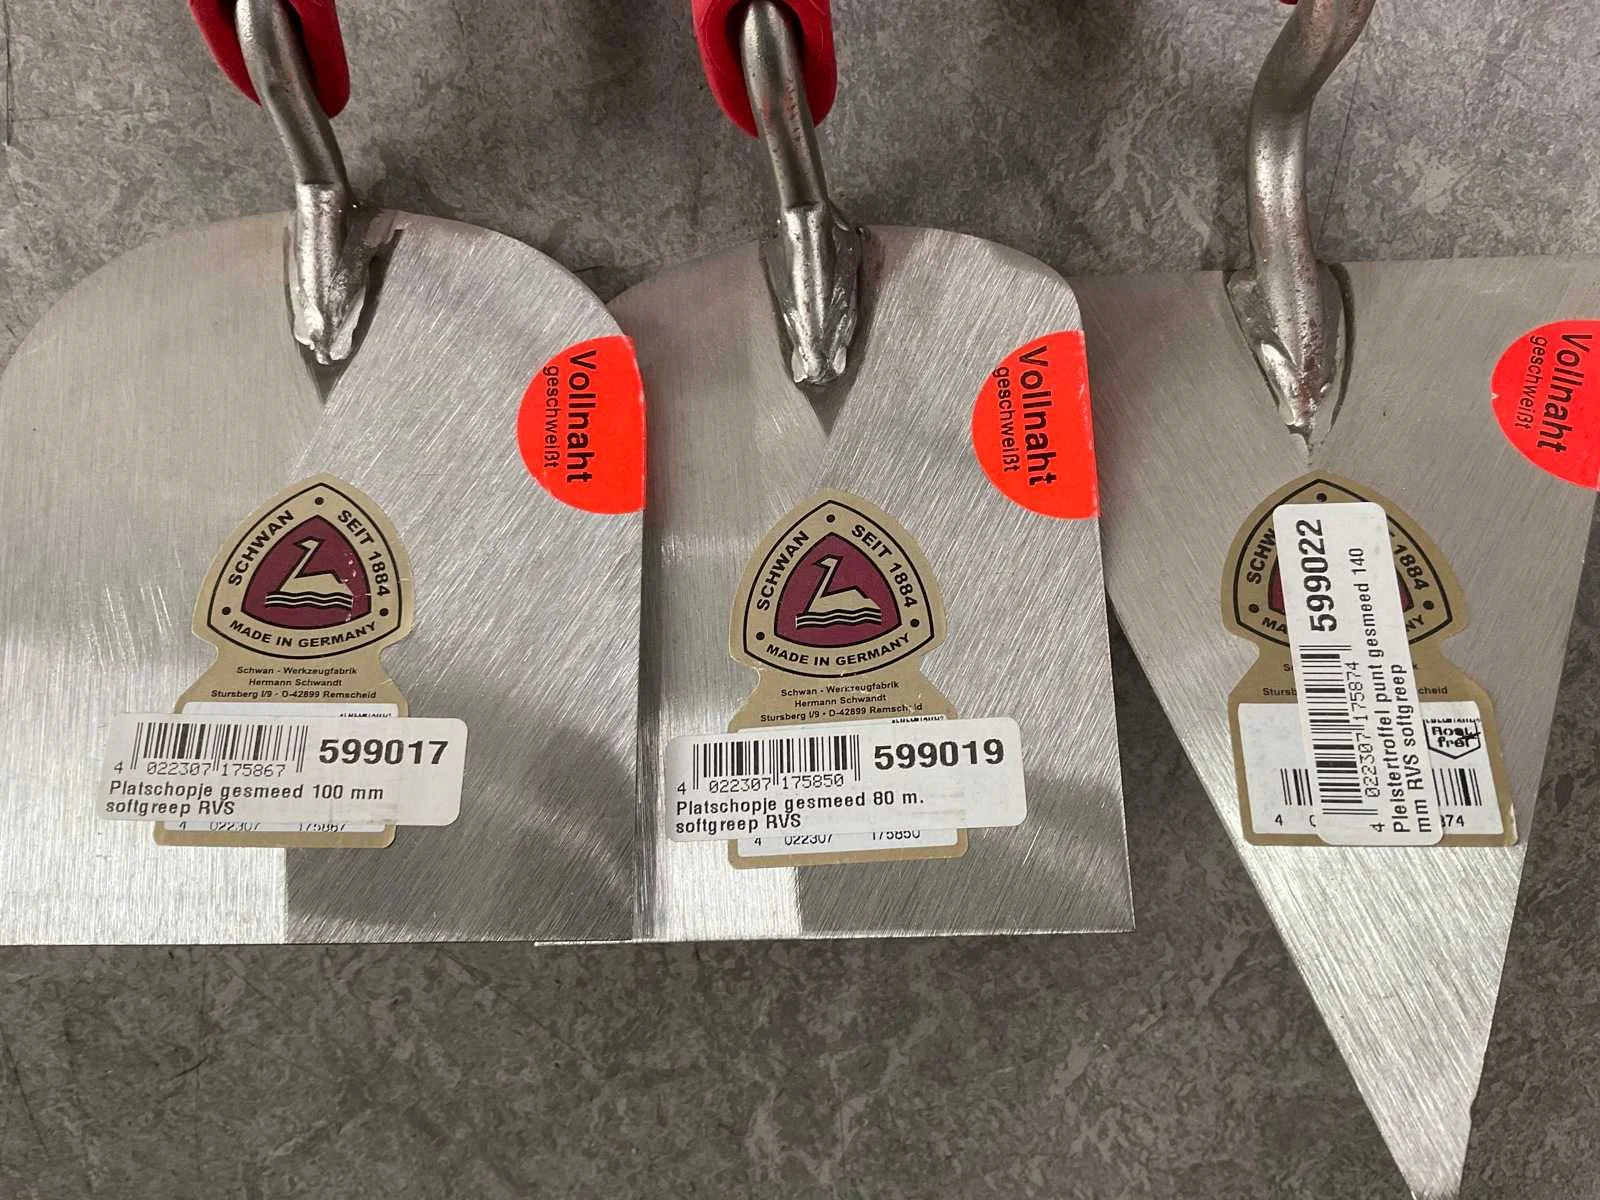 Vollnaht
geschweißt
SCHWAN SEIT 1884
MADE IN GERMANY
Schwan - Werkzeugfabrik
Hermann Schwandt
Stursberg I/9 - D-42899 Remscheid
4 022307 175867
599017
Platschopje gesmeed 100 mm
softgreep RVS
4 022307 175867
Vollnaht
geschweißt
SCHWAN SEIT 1884
MADE IN GERMANY
Schwan - Werkzeugfabrik
Hermann Schwandt
Stursberg I/9 • D-42899 Remscheid
4 022307 175850
599019
Platschopje gesmeed 80 m.
softgreep RVS
4 022307 175850
Vollnaht
geschweißt
1884
599022
4 022307 175874
Pleistertroffel punt gesmeed 140
mm RVS softgreep
Rost
frei